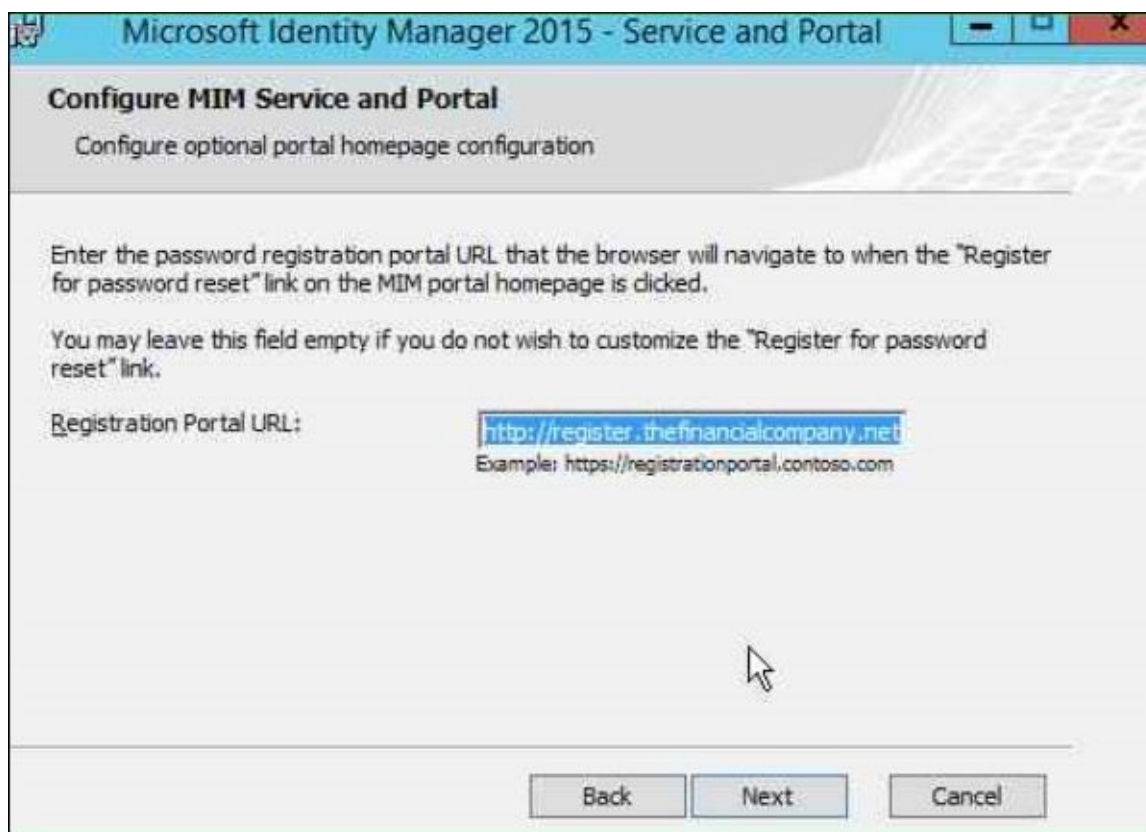 Microsoft Identity Manager 2015 - Service and Portal
Configure MIM Service and Portal
Configure optional portal homepage configuration
Enter the password registration portal URL that the browser will navigate to when the "Register
for password reset" link on the MIM portal homepage is clicked.
You may leave this field empty if you do not wish to customize the "Register for password
reset" link.
Registration Portal URL:
http://register.thefinancialcompany.net
Example: https://registrationportal.contoso.com
Back Next Cancel